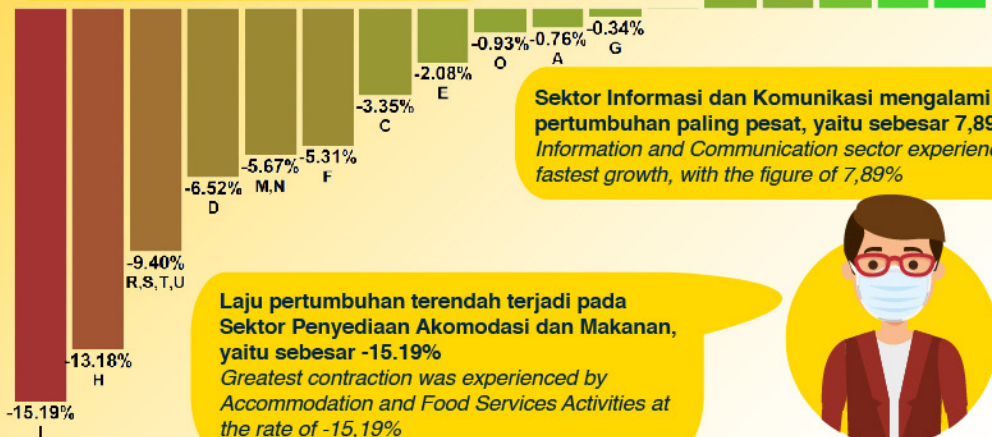 -0.34%
G
-0.76%
A
-0.93%
O
-2.08%
E
-3.35%
C
-5.31%
F
-5.67%
M,N
-6.52%
D
-9.40%
R,S,T,U
-13.18%
H
-15.19%
I
Sektor Informasi dan Komunikasi mengalami
pertumbuhan paling pesat, yaitu sebesar 7,89
Information and Communication sector experienc
fastest growth, with the figure of 7,89%
Laju pertumbuhan terendah terjadi pada
Sektor Penyediaan Akomodasi dan Makanan,
yaitu sebesar -15.19%
Greatest contraction was experienced by
Accommodation and Food Services Activities at
the rate of -15.19%